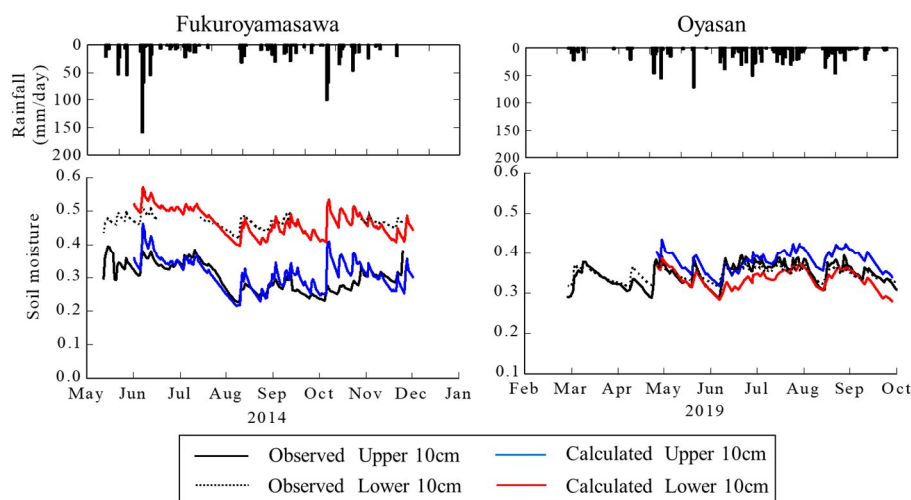 Fukuroyamasawa
Oyasan
Rainfall
(mm/day)
0
50
100
150
200
0
50
100
150
200
Soil moisture
0.6
0.5
0.4
0.3
0.2
0.1
0.0
May Jun Jul Aug Sep Oct Nov Dec Jan
2014
0.6
0.5
0.4
0.3
0.2
0.1
Feb Mar Apr May Jun Jul Aug Sep Oct
2019
Observed Upper 10cm
Calculated Upper 10cm
Observed Lower 10cm
Calculated Lower 10cm